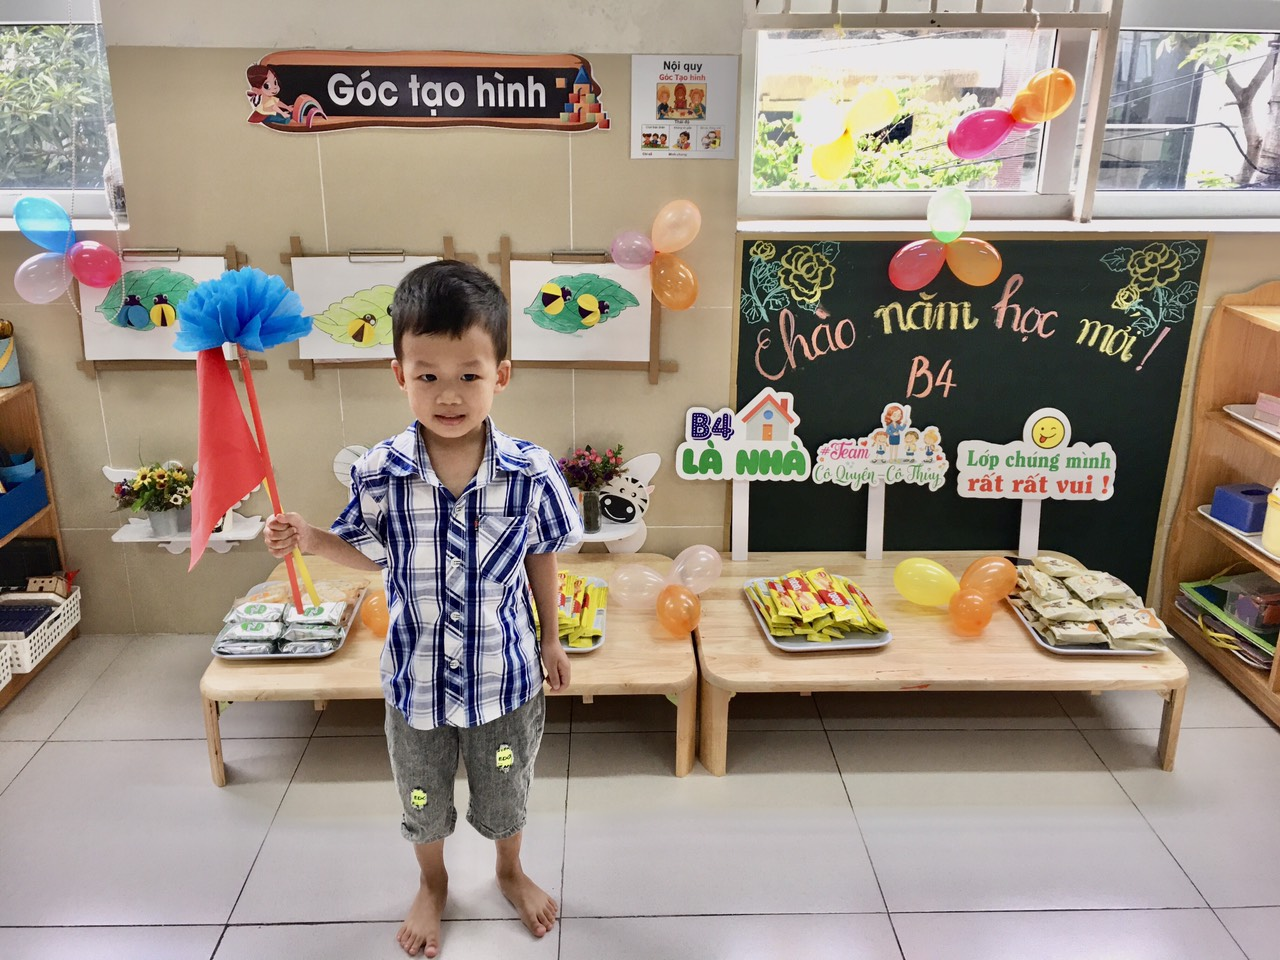 Góc tạo hình
Nội quy
Góc Tạo hình
Chào năm học mới!
B4
B4
LÀ NHÀ
#Team
Cô Quyên - Cô Thủy
Lớp chúng mình
rất rất vui !